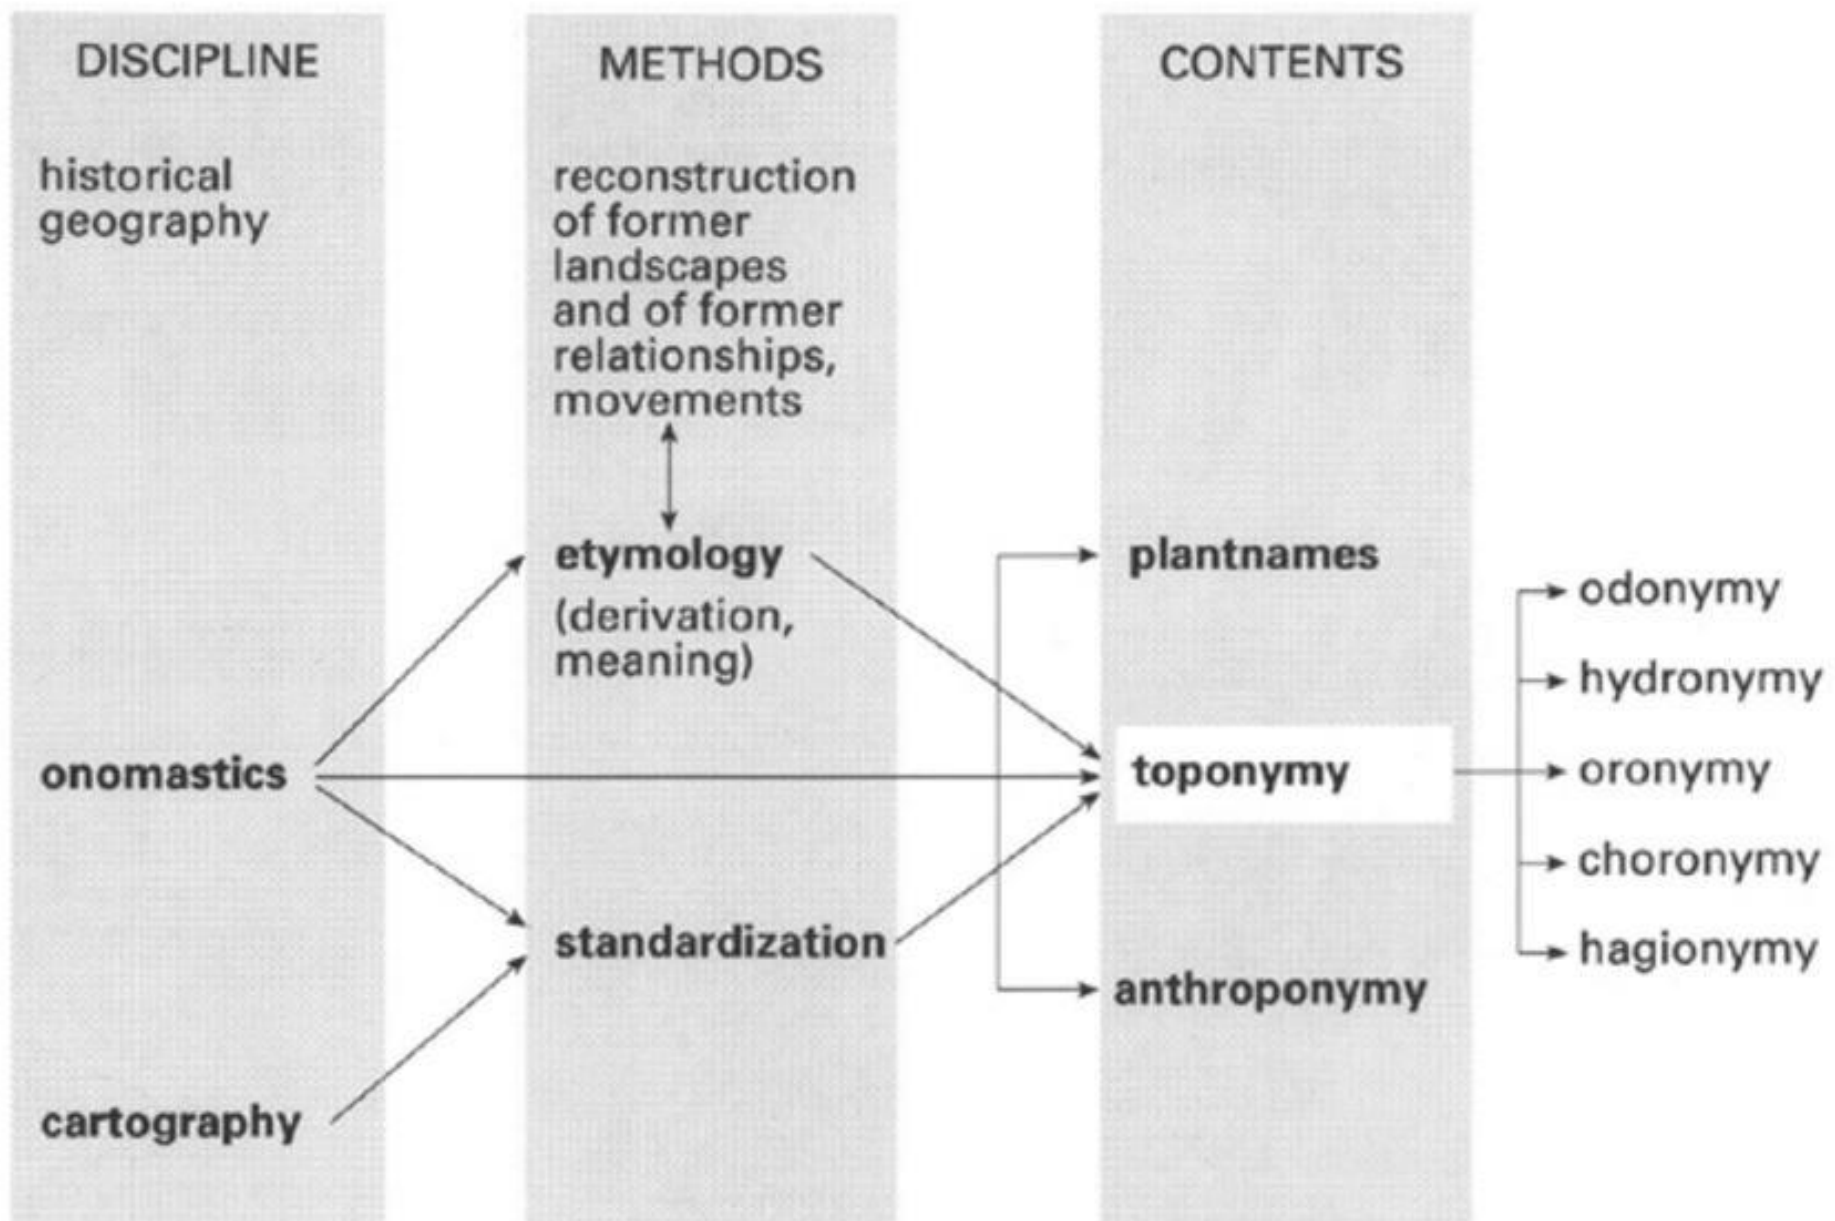 DISCIPLINE
historical
geography
onomastics
cartography
METHODS
reconstruction
of former
landscapes
and of former
relationships,
movements
etymology
(derivation,
meaning)
standardization
CONTENTS
plantnames
toponymy
anthroponymy
odonymy
hydronymy
oronymy
choronymy
hagionymy